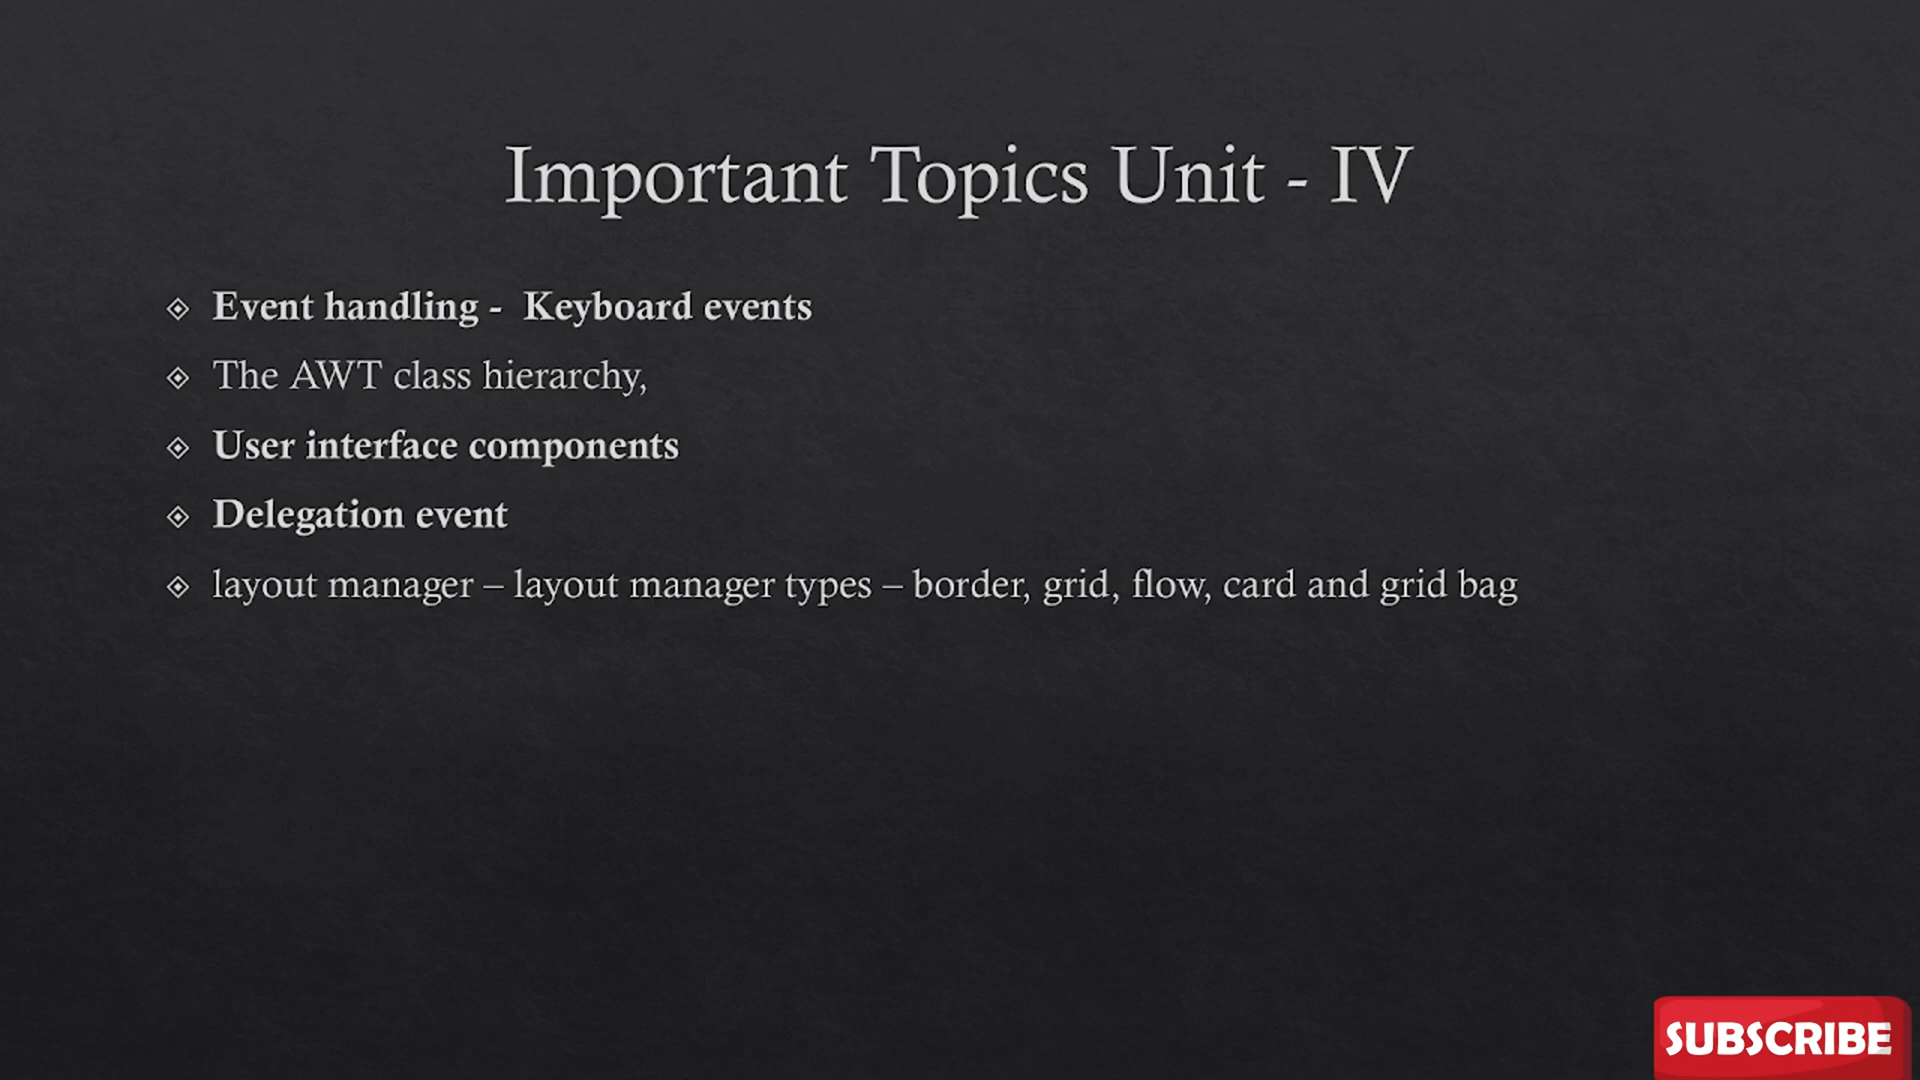 Important Topics Unit - IV
Event handling - Keyboard events
The AWT class hierarchy,
User interface components
Delegation event
layout manager – layout manager types – border, grid, flow, card and grid bag
SUBSCRIBE